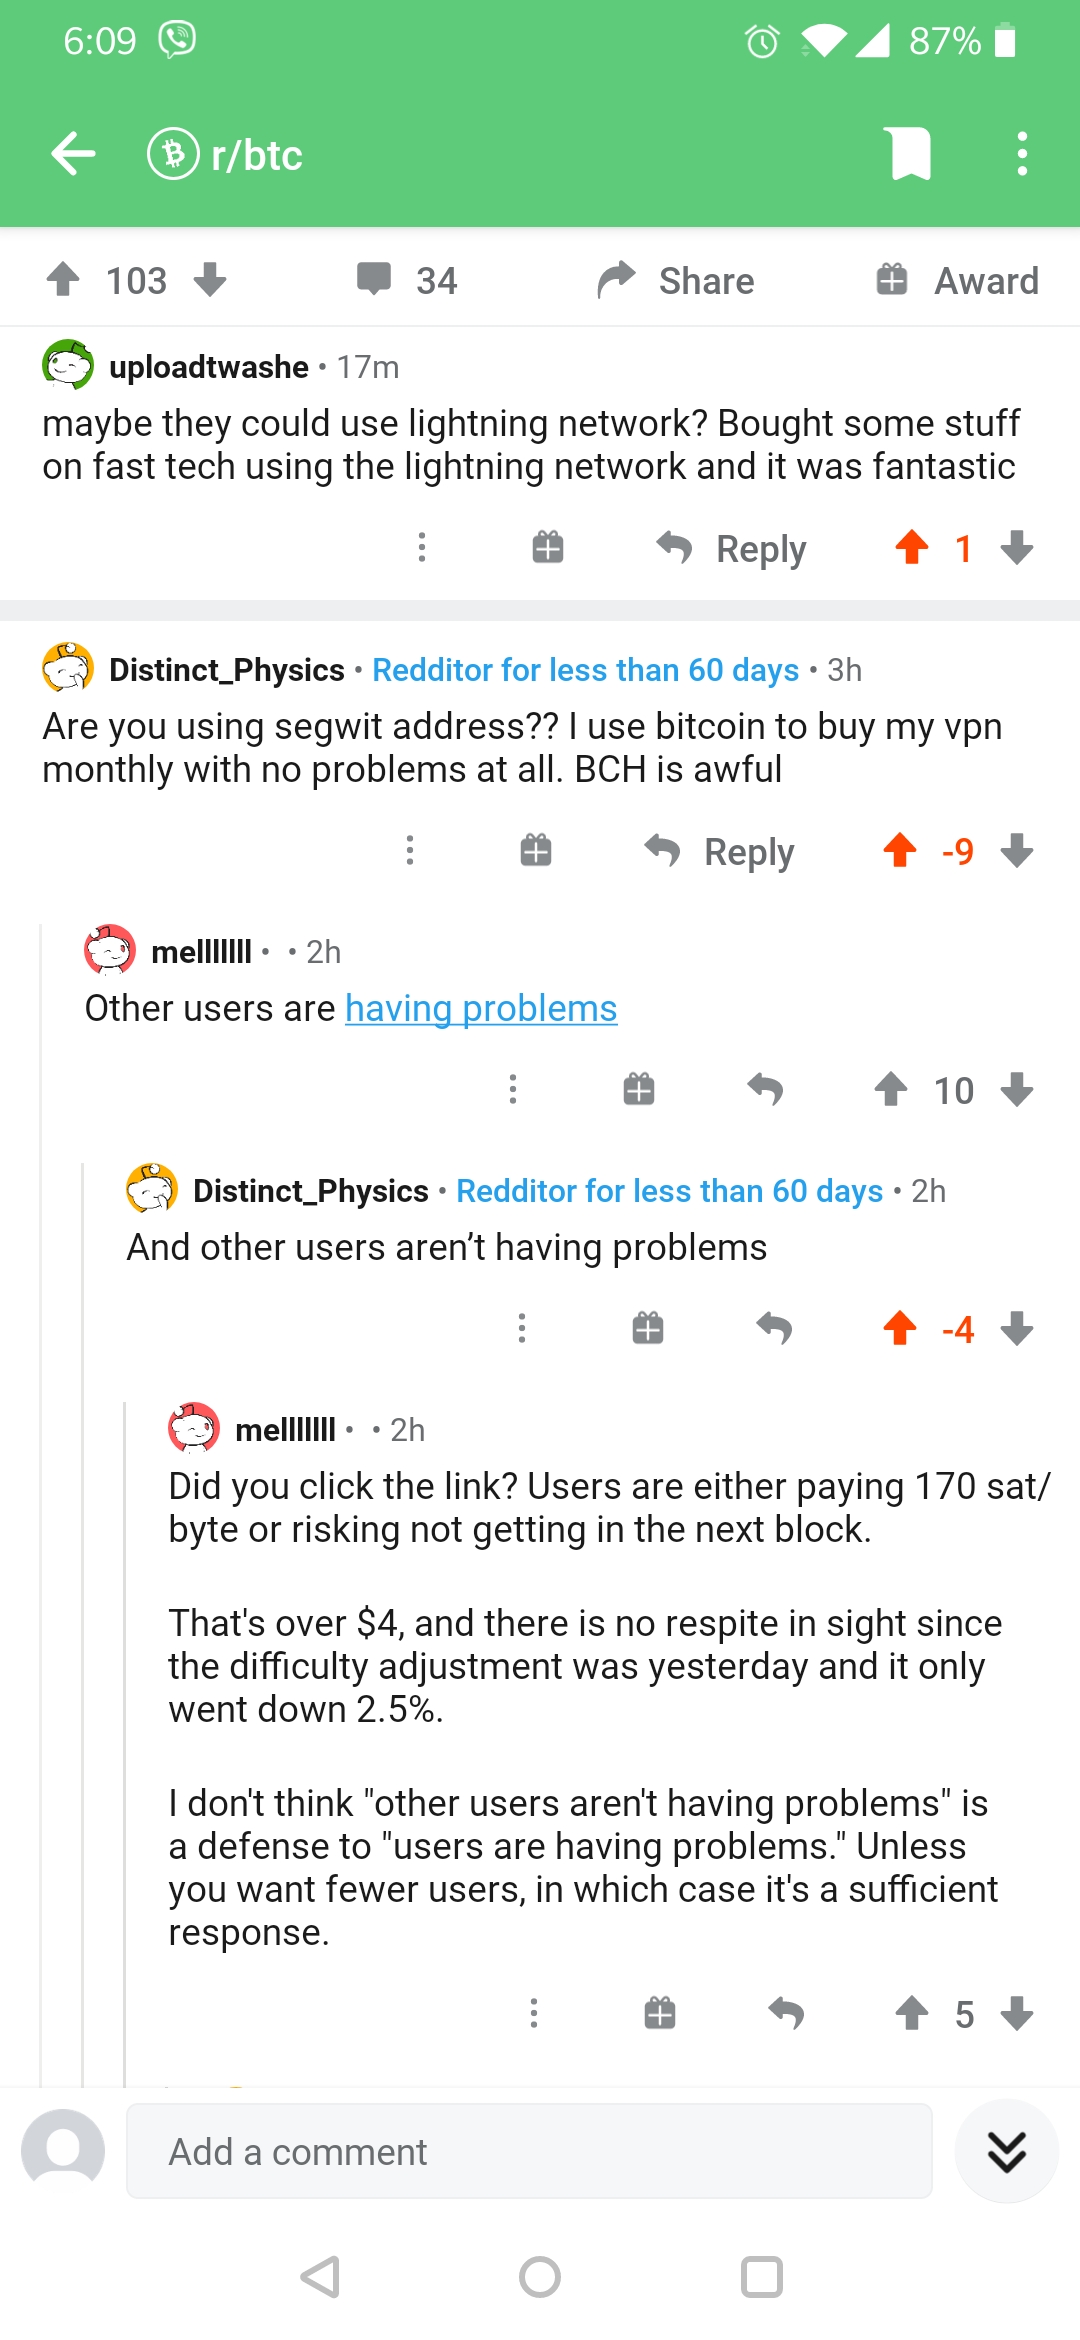 6:09 87%
r/btc
103 34 Share Award
uploadtwashe • 17m
maybe they could use lightning network? Bought some stuff
on fast tech using the lightning network and it was fantastic
Reply 1
Distinct_Physics • Redditor for less than 60 days • 3h
Are you using segwit address?? I use bitcoin to buy my vpn
monthly with no problems at all. BCH is awful
Reply -9
melllllll • • 2h
Other users are having problems
10
Distinct_Physics • Redditor for less than 60 days • 2h
And other users aren’t having problems
-4
melllllll • • 2h
Did you click the link? Users are either paying 170 sat/
byte or risking not getting in the next block.
That's over $4, and there is no respite in sight since
the difficulty adjustment was yesterday and it only
went down 2.5%.
I don't think "other users aren't having problems" is
a defense to "users are having problems." Unless
you want fewer users, in which case it's a sufficient
response.
5
Add a comment